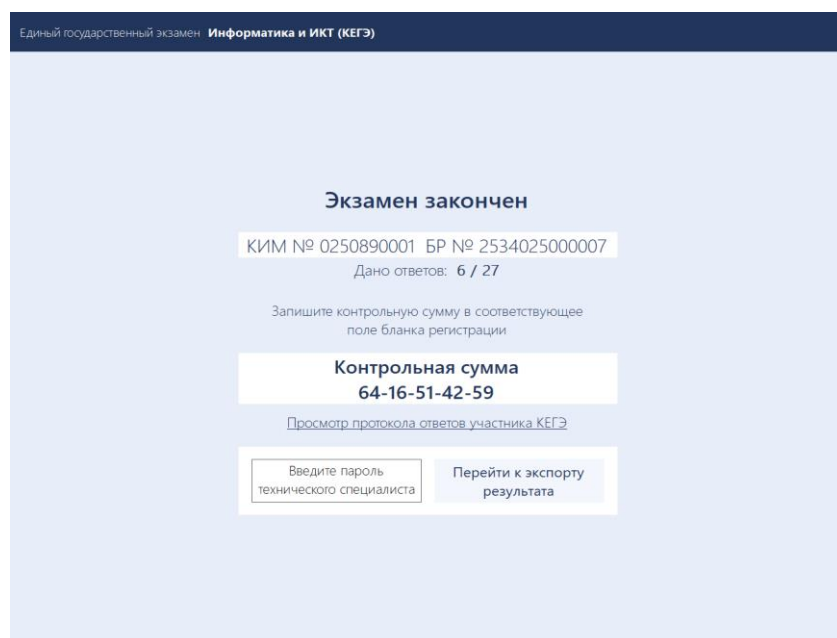 Единый государственный экзамен Информатика и ИКТ (КЕГЭ)
Экзамен закончен
КИМ № 0250890001 БР № 2534025000007
Дано ответов: 6 / 27
Запишите контрольную сумму в соответствующее
поле бланка регистрации
Контрольная сумма
64-16-51-42-59
Просмотр протокола ответов участника КЕГЭ
Введите пароль
технического специалиста
Перейти к экспорту
результата